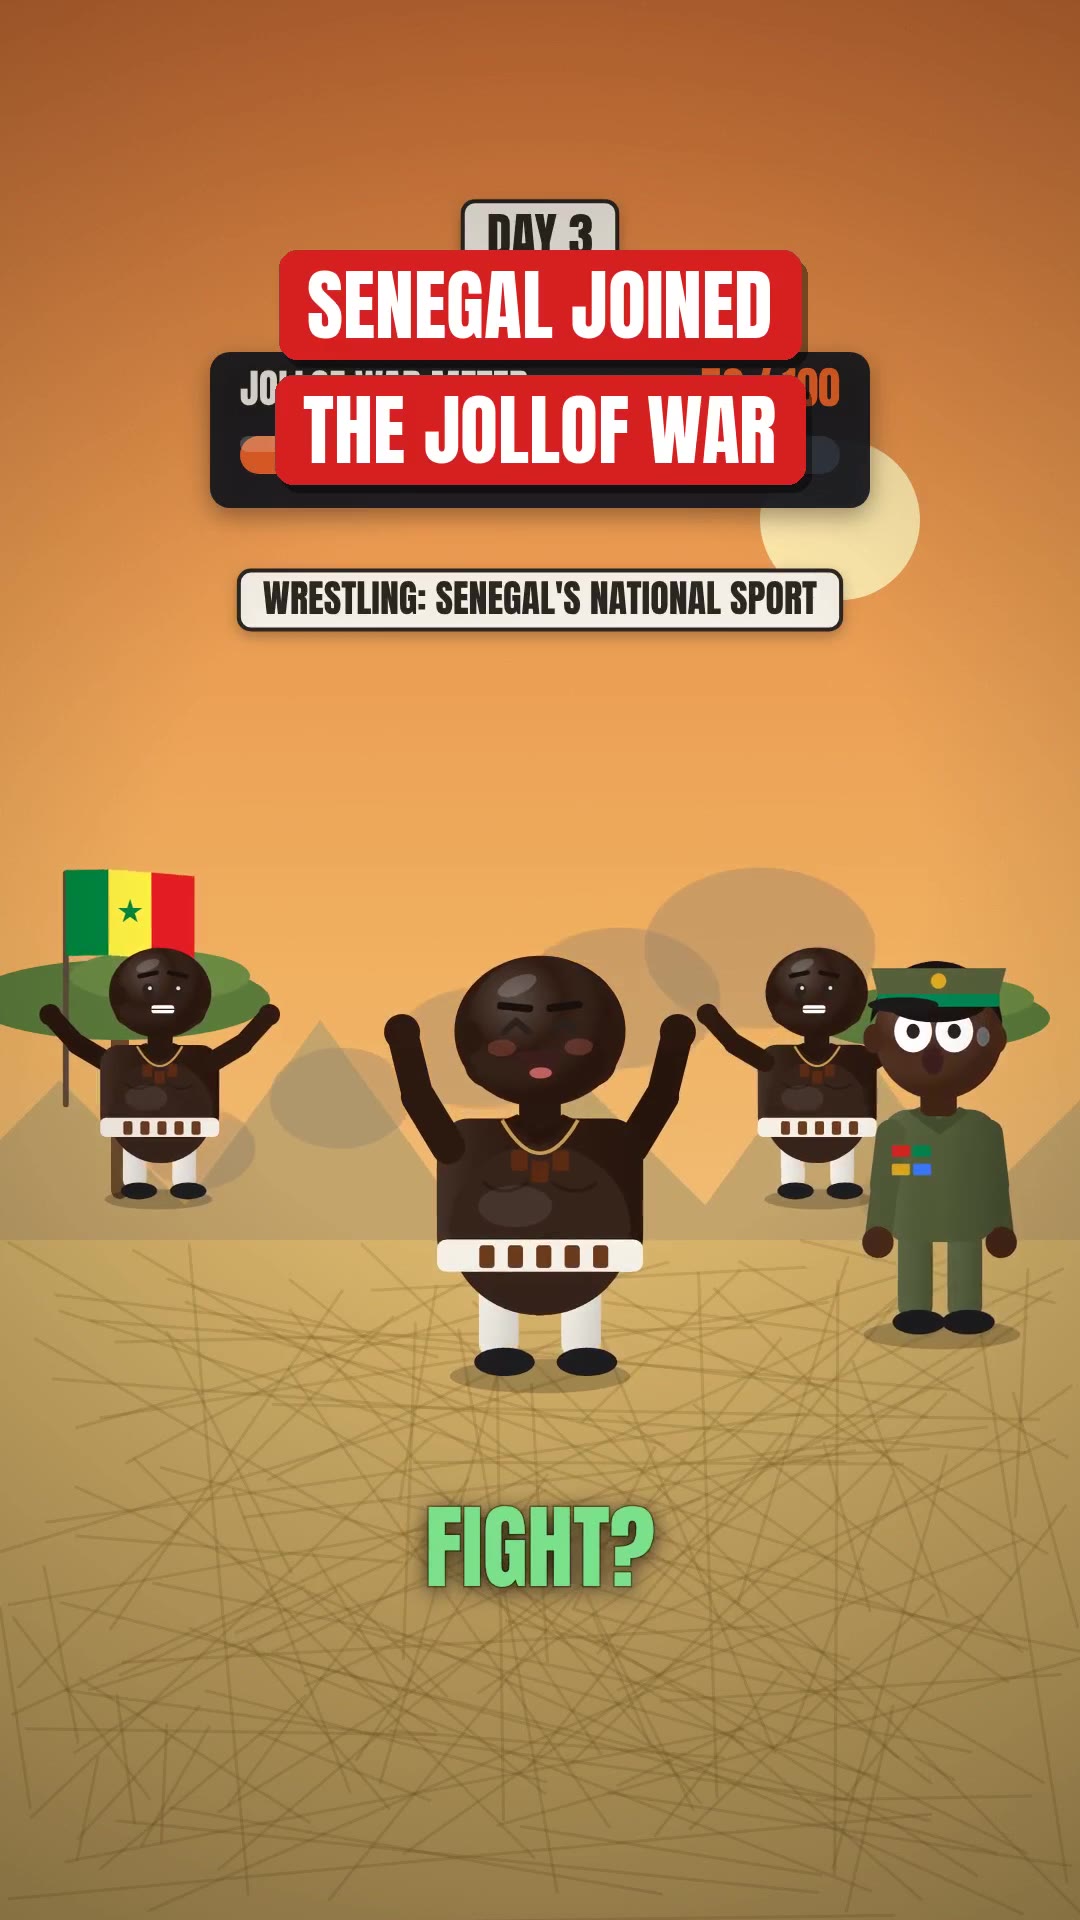 DAY 3
SENEGAL JOINED
THE JOLLOF WAR
WRESTLING: SENEGAL'S NATIONAL SPORT
FIGHT?